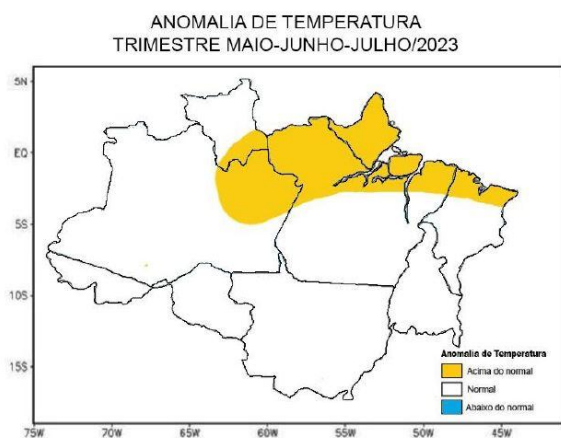 ANOMALIA DE TEMPERATURA
TRIMESTRE MAIO-JUNHO-JULHO/2023
5N
EQ
5S
10S
15S
Anomalia de Temperatura
Acima do normal
Normal
Abaixo do normal
75W 70W 65W 60W 55W 50W 45W